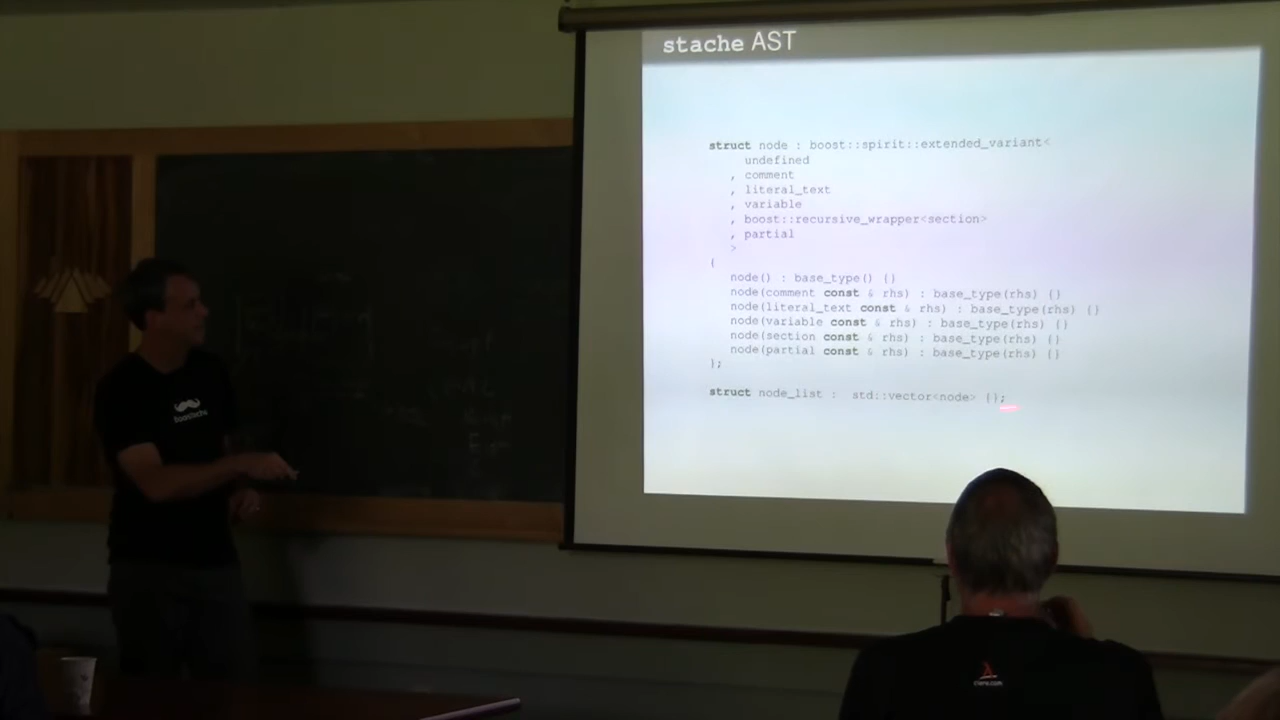 stache AST
struct node : boost::spirit::extended_variant<
undefined
, comment
, literal_text
, variable
, boost::recursive_wrapper<section>
, partial
>
{
node() : base_type() {}
node(comment const & rhs) : base_type(rhs) {}
node(literal_text const & rhs) : base_type(rhs) {}
node(variable const & rhs) : base_type(rhs) {}
node(section const & rhs) : base_type(rhs) {}
node(partial const & rhs) : base_type(rhs) {}
};
struct node_list : std::vector<node> {};
boostache